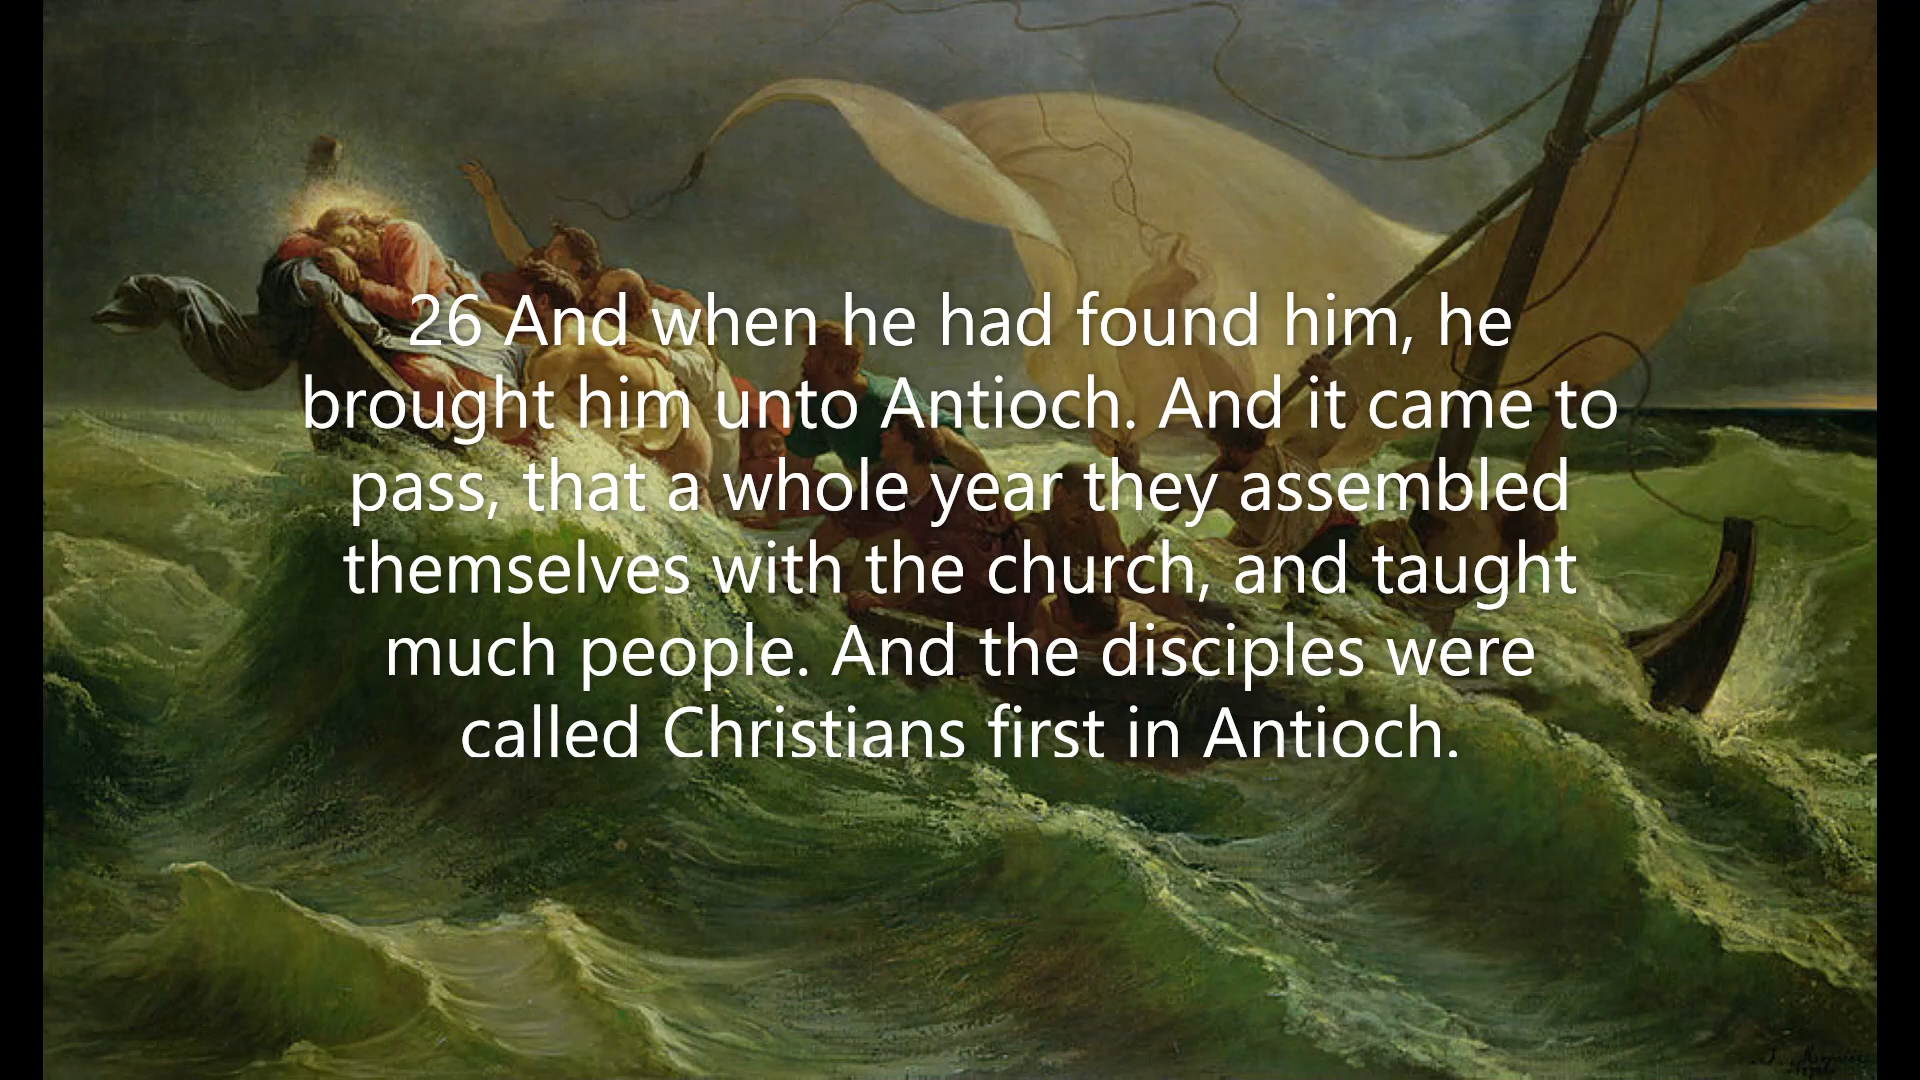 26 And when he had found him, he
brought him unto Antioch. And it came to
pass, that a whole year they assembled
themselves with the church, and taught
much people. And the disciples were
called Christians first in Antioch.